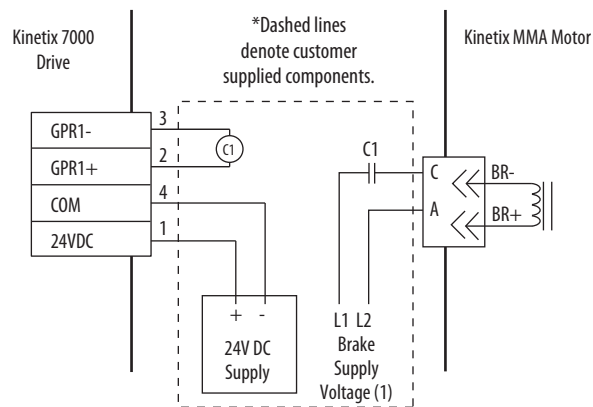 Kinetix 7000
Drive
*Dashed lines
denote customer
supplied components.
Kinetix MMA Motor
GPR1-
3
GPR1+
2
COM
4
24VDC
1
C1
C1
C
BR-
A
BR+
+ -
24V DC
Supply
L1 L2
Brake
Supply
Voltage (1)